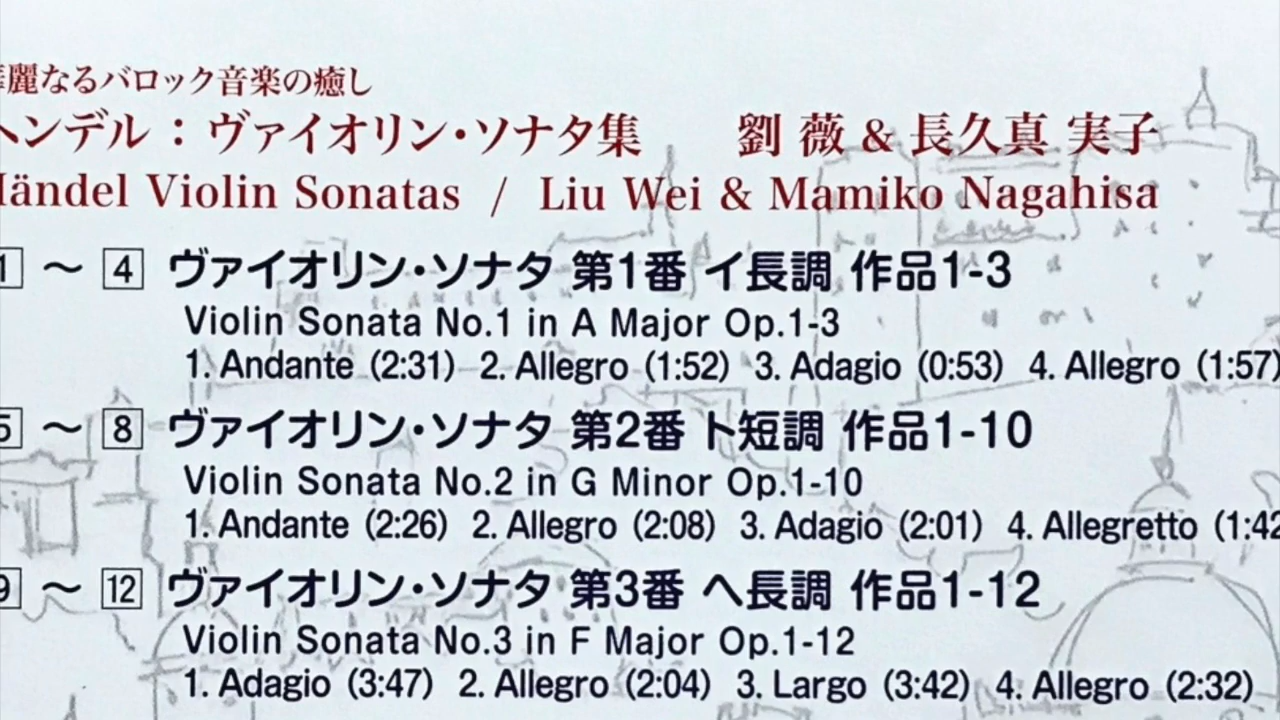 麗なるバロック音楽の癒し
ヘンデル：ヴァイオリン・ソナタ集 劉 薇 & 長久真 実子
Händel Violin Sonatas / Liu Wei & Mamiko Nagahisa
1 ～ 4 ヴァイオリン・ソナタ 第1番 イ長調 作品1-3
Violin Sonata No.1 in A Major Op.1-3
1. Andante (2:31) 2. Allegro (1:52) 3. Adagio (0:53) 4. Allegro (1:57)
5 ～ 8 ヴァイオリン・ソナタ 第2番 ト短調 作品1-10
Violin Sonata No.2 in G Minor Op.1-10
1. Andante (2:26) 2. Allegro (2:08) 3. Adagio (2:01) 4. Allegretto (1:42
9 ～ 12 ヴァイオリン・ソナタ 第3番 ヘ長調 作品1-12
Violin Sonata No.3 in F Major Op.1-12
1. Adagio (3:47) 2. Allegro (2:04) 3. Largo (3:42) 4. Allegro (2:32)